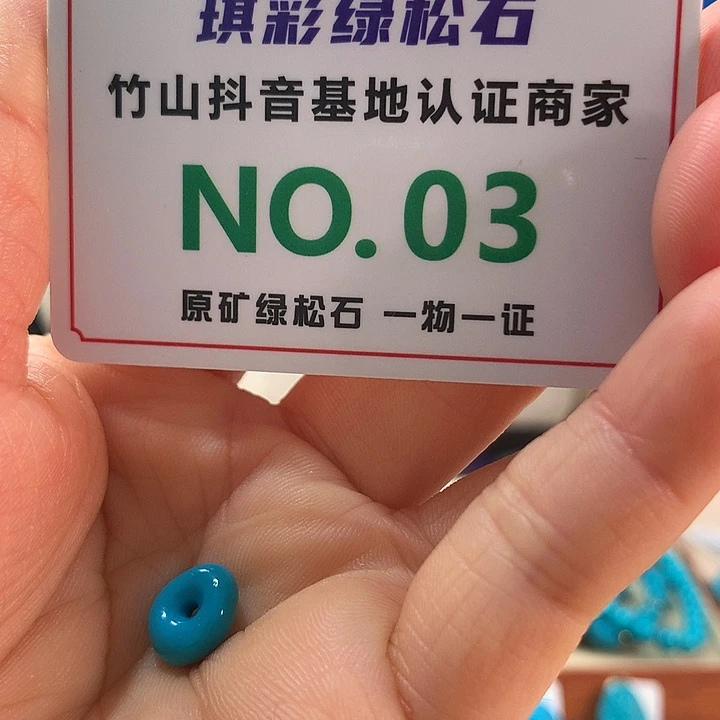 琪彩绿松石
竹山抖音基地认证商家
NO. 03
原矿绿松石 一物一证